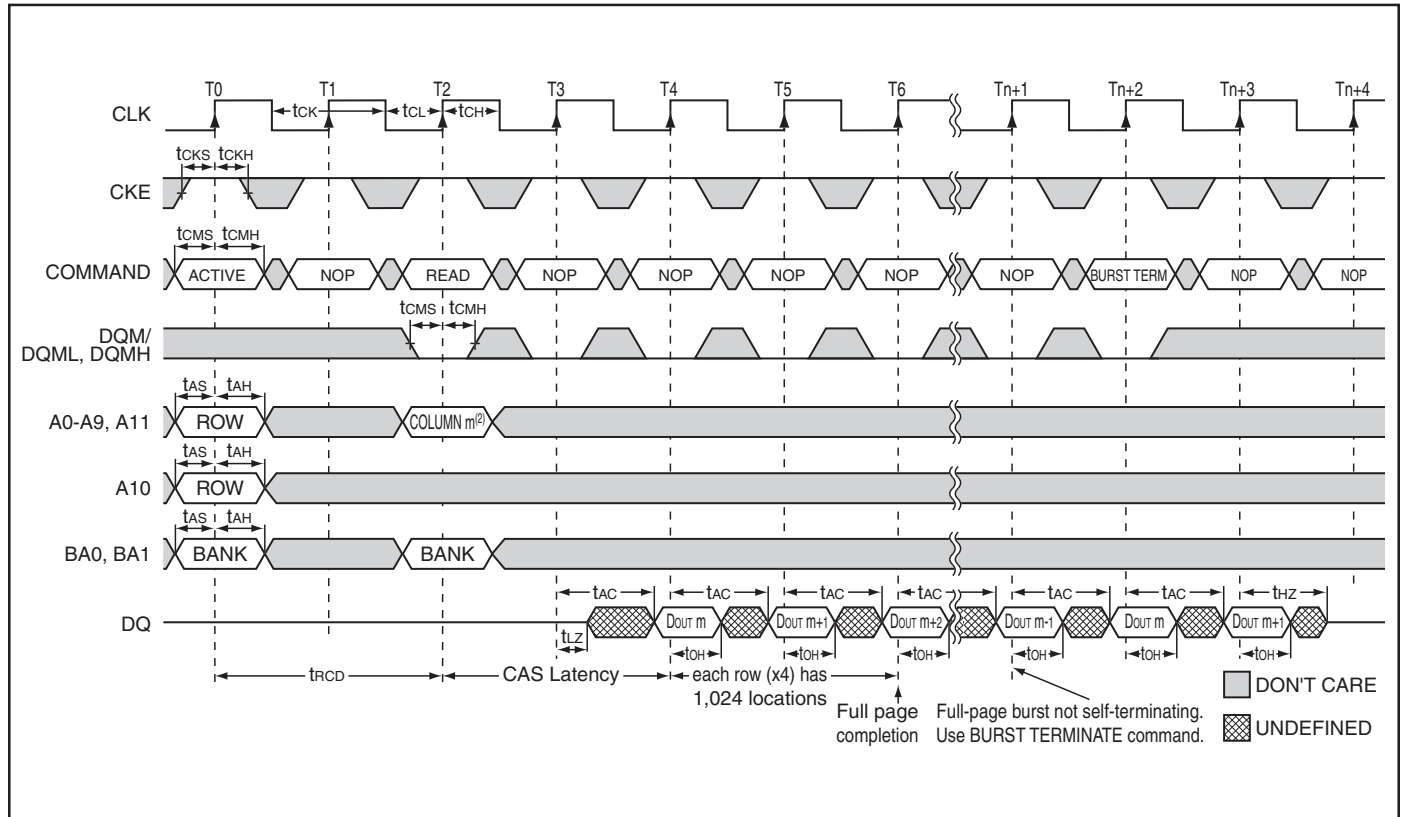 T0 T1 T2 T3 T4 T5 T6 Tn+1 Tn+2 Tn+3 Tn+4
CLK tCK tCL tCH
tCKS tCKH
CKE
tCMS tCMH
COMMAND ACTIVE NOP READ NOP NOP NOP NOP NOP BURST TERM NOP NOP
tCMS tCMH
DQM/
DQML, DQMH
tAS tAH
A0-A9, A11 ROW COLUMN m(2)
tAS tAH
A10 ROW
tAS tAH
BA0, BA1 BANK BANK
tAC tAC tAC tAC tAC tAC tHZ
DQ DOUT m DOUT m+1 DOUT m+2 DOUT m-1 DOUT m DOUT m+1
tLZ tOH tOH tOH tOH tOH tOH
tRCD CAS Latency each row (x4) has
1,024 locations
Full page
completion
Full-page burst not self-terminating.
Use BURST TERMINATE command.
DON'T CARE
UNDEFINED